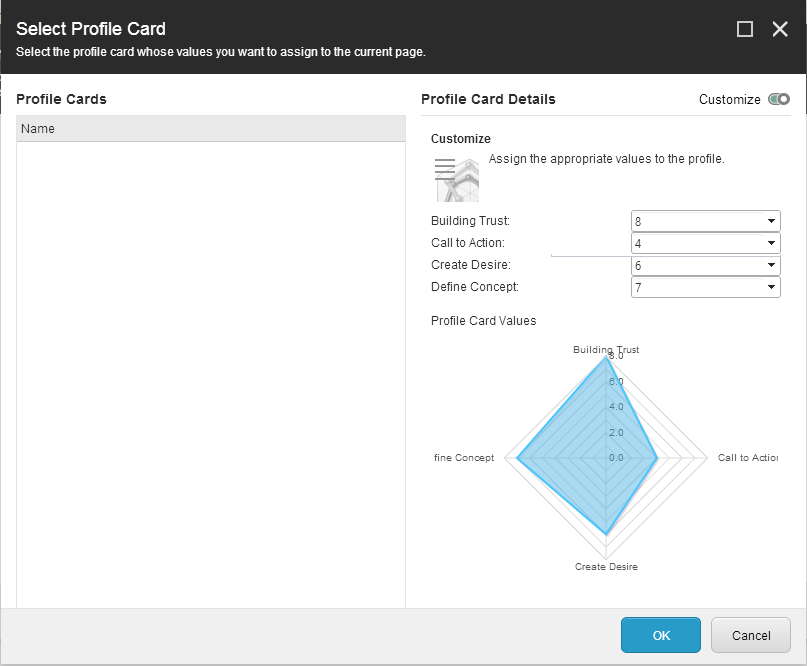 Select Profile Card
Select the profile card whose values you want to assign to the current page.
Profile Cards
Name
Profile Card Details
Customize
Customize
Assign the appropriate values to the profile.
Building Trust: 8
Call to Action: 4
Create Desire: 6
Define Concept: 7
Profile Card Values
Building Trust
8.0
6.0
4.0
2.0
0.0
fine Concept
Call to Action
Create Desire
OK
Cancel